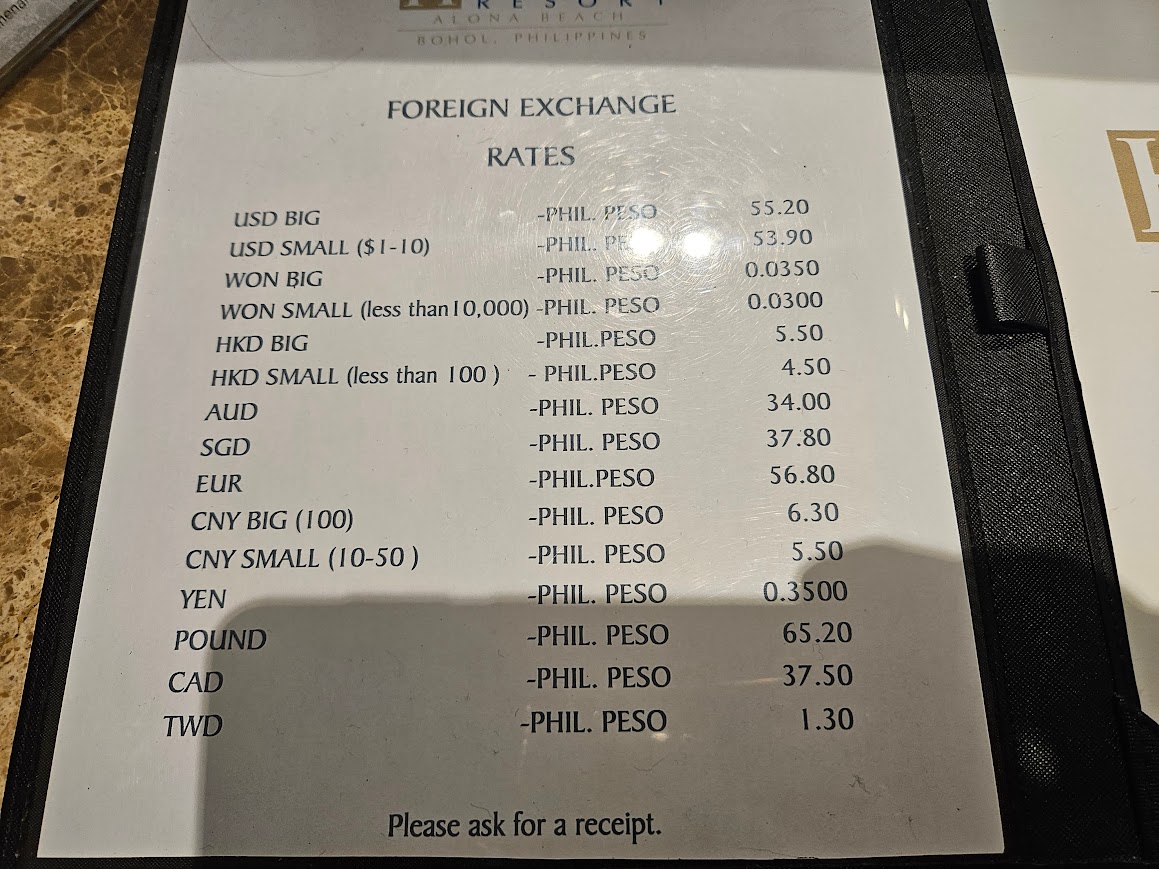 RESORT
ALONA BEACH
BOHOL, PHILIPPINES
FOREIGN EXCHANGE
RATES
USD BIG -PHIL. PESO 55.20
USD SMALL ($1-10) -PHIL. PESO 53.90
WON BIG -PHIL. PESO 0.0350
WON SMALL (less than10,000) -PHIL. PESO 0.0300
HKD BIG -PHIL.PESO 5.50
HKD SMALL (less than 100 ) - PHIL.PESO 4.50
AUD -PHIL. PESO 34.00
SGD -PHIL. PESO 37.80
EUR -PHIL.PESO 56.80
CNY BIG (100) -PHIL. PESO 6.30
CNY SMALL (10-50 ) -PHIL. PESO 5.50
YEN -PHIL. PESO 0.3500
POUND -PHIL. PESO 65.20
CAD -PHIL. PESO 37.50
TWD -PHIL. PESO 1.30
Please ask for a receipt.